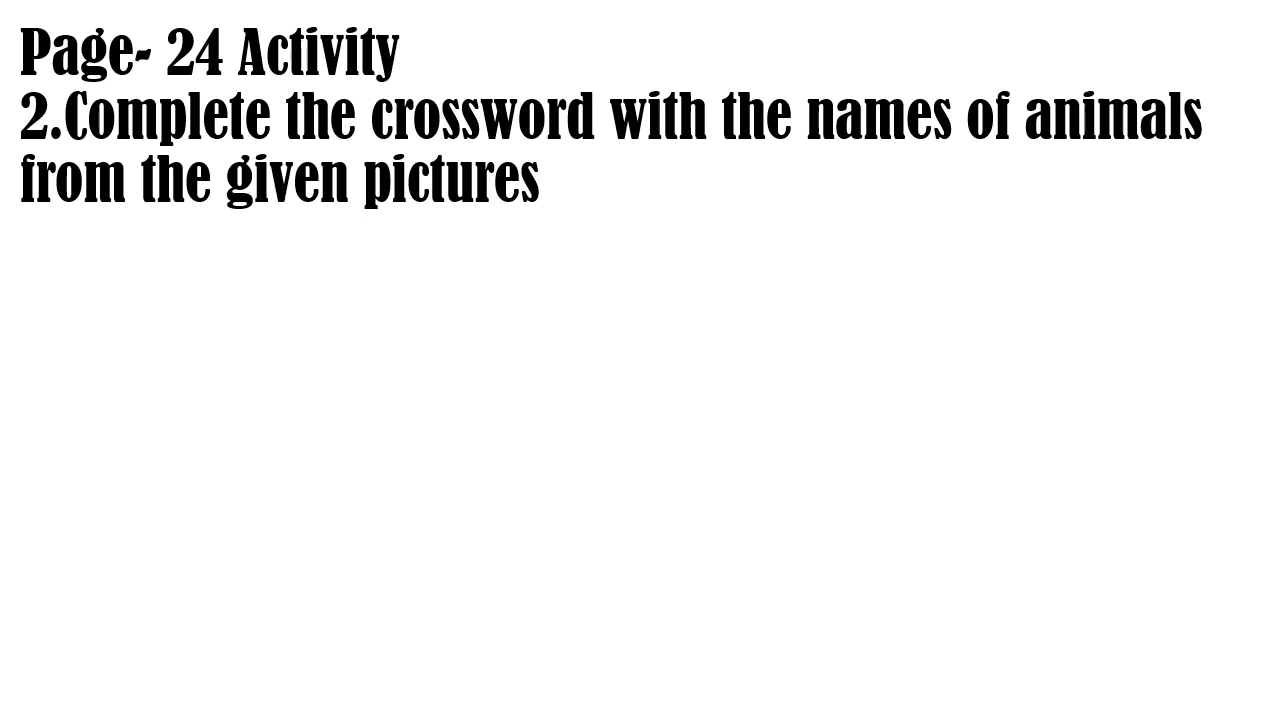 Page- 24 Activity
2.Complete the crossword with the names of animals
from the given pictures